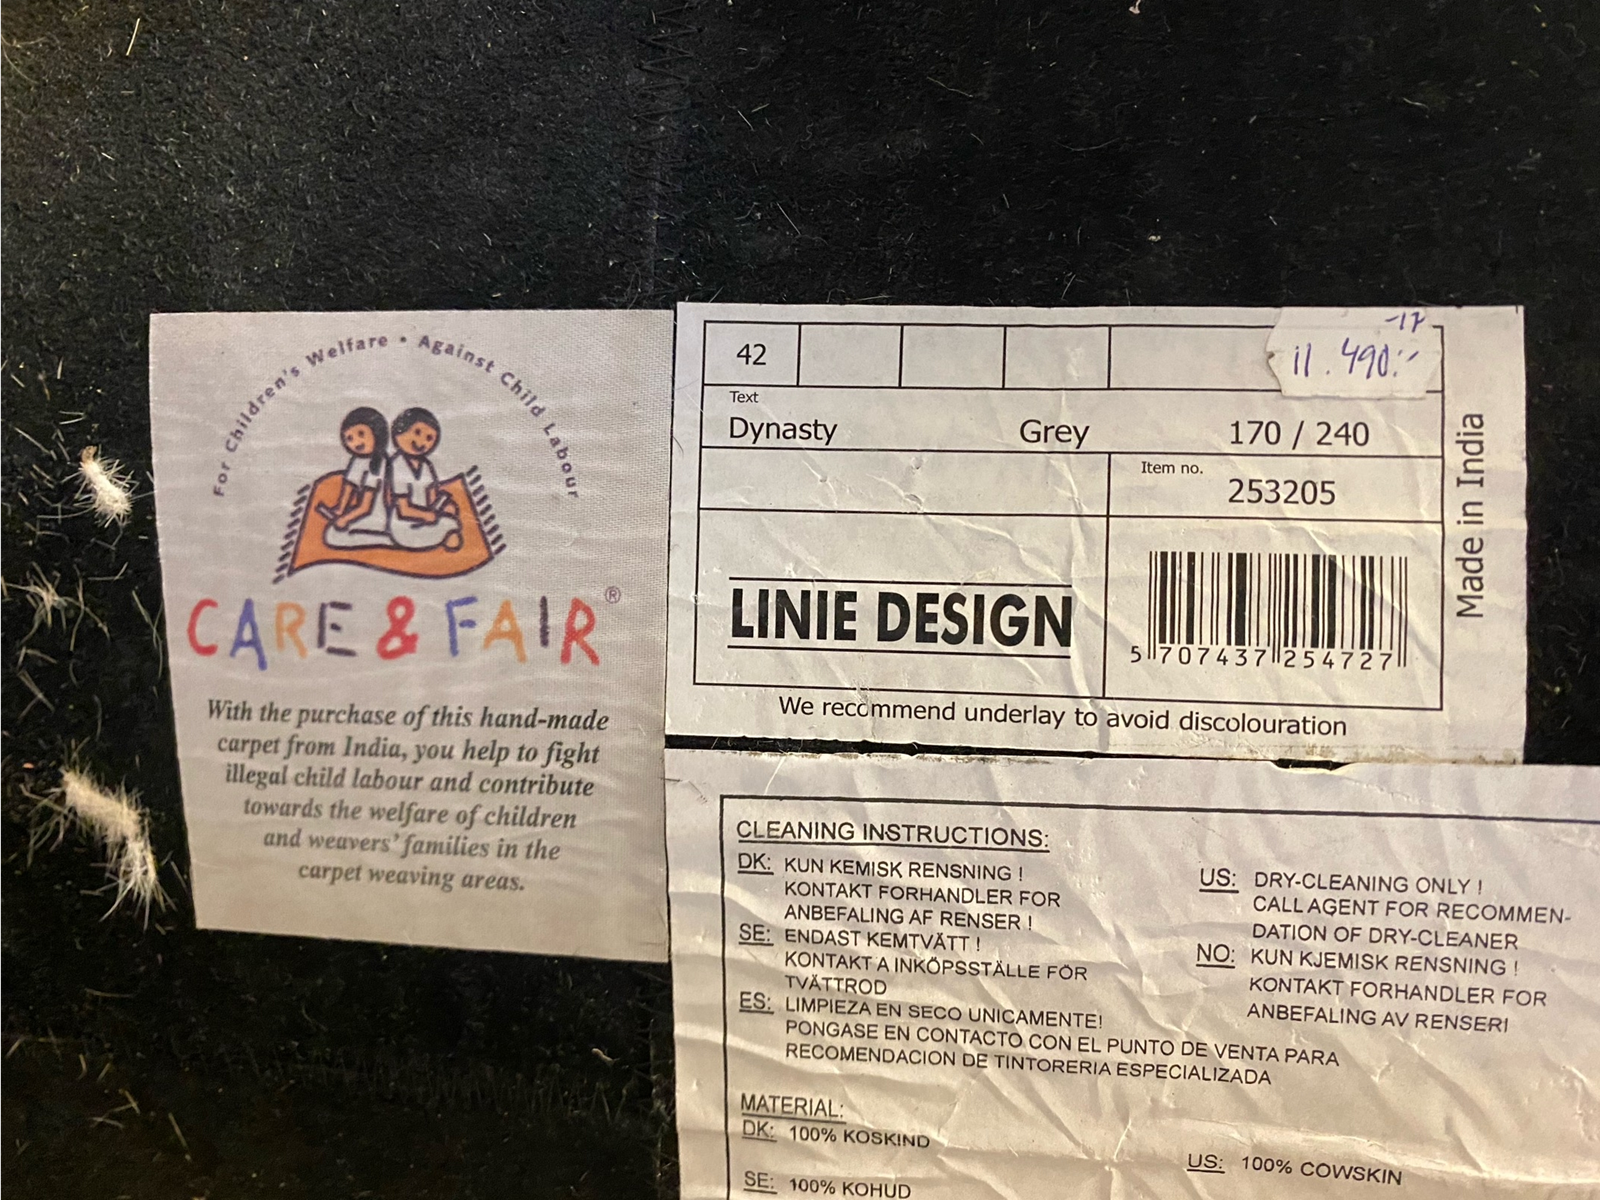 For Children's Welfare • Against Child Labour
CARE & FAIR®
With the purchase of this hand-made
carpet from India, you help to fight
illegal child labour and contribute
towards the welfare of children
and weavers' families in the
carpet weaving areas.
42
-17
11.490:-
Text
Dynasty Grey 170 / 240
Item no.
253205
LINIE DESIGN
5 707437 254727
We recommend underlay to avoid discolouration
Made in India
CLEANING INSTRUCTIONS:
DK: KUN KEMISK RENSNING !
KONTAKT FORHANDLER FOR
ANBEFALING AF RENSER !
SE: ENDAST KEMTVÄTT !
KONTAKT A INKÖPSSTÄLLE FÖR
TVÄTTROD
ES: LIMPIEZA EN SECO UNICAMENTE!
PONGASE EN CONTACTO CON EL PUNTO DE VENTA PARA
RECOMENDACION DE TINTORERIA ESPECIALIZADA
US: DRY-CLEANING ONLY !
CALL AGENT FOR RECOMMEN-
DATION OF DRY-CLEANER
NO: KUN KJEMISK RENSNING !
KONTAKT FORHANDLER FOR
ANBEFALING AV RENSERI
MATERIAL:
DK: 100% KOSKIND
SE: 100% KOHUD
US: 100% COWSKIN